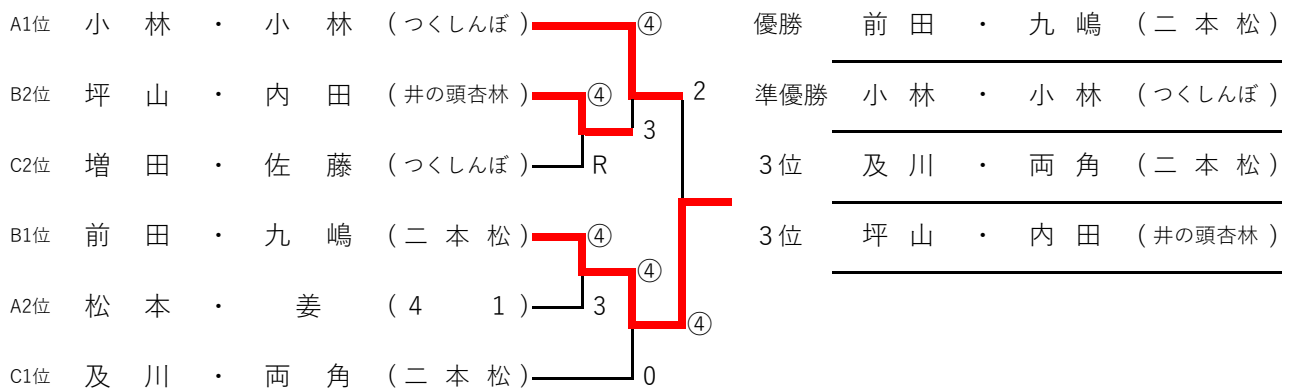 A1位 小林・小林 (つくしんぼ) ④ 優勝 前田・九嶋 (二本松)
B2位 坪山・内田 (井の頭杏林) ④ 2 準優勝 小林・小林 (つくしんぼ)
3
C2位 増田・佐藤 (つくしんぼ) R 3位 及川・両角 (二本松)
B1位 前田・九嶋 (二本松) ④ 3位 坪山・内田 (井の頭杏林)
④
A2位 松本・姜 (41) 3
④
C1位 及川・両角 (二本松) 0